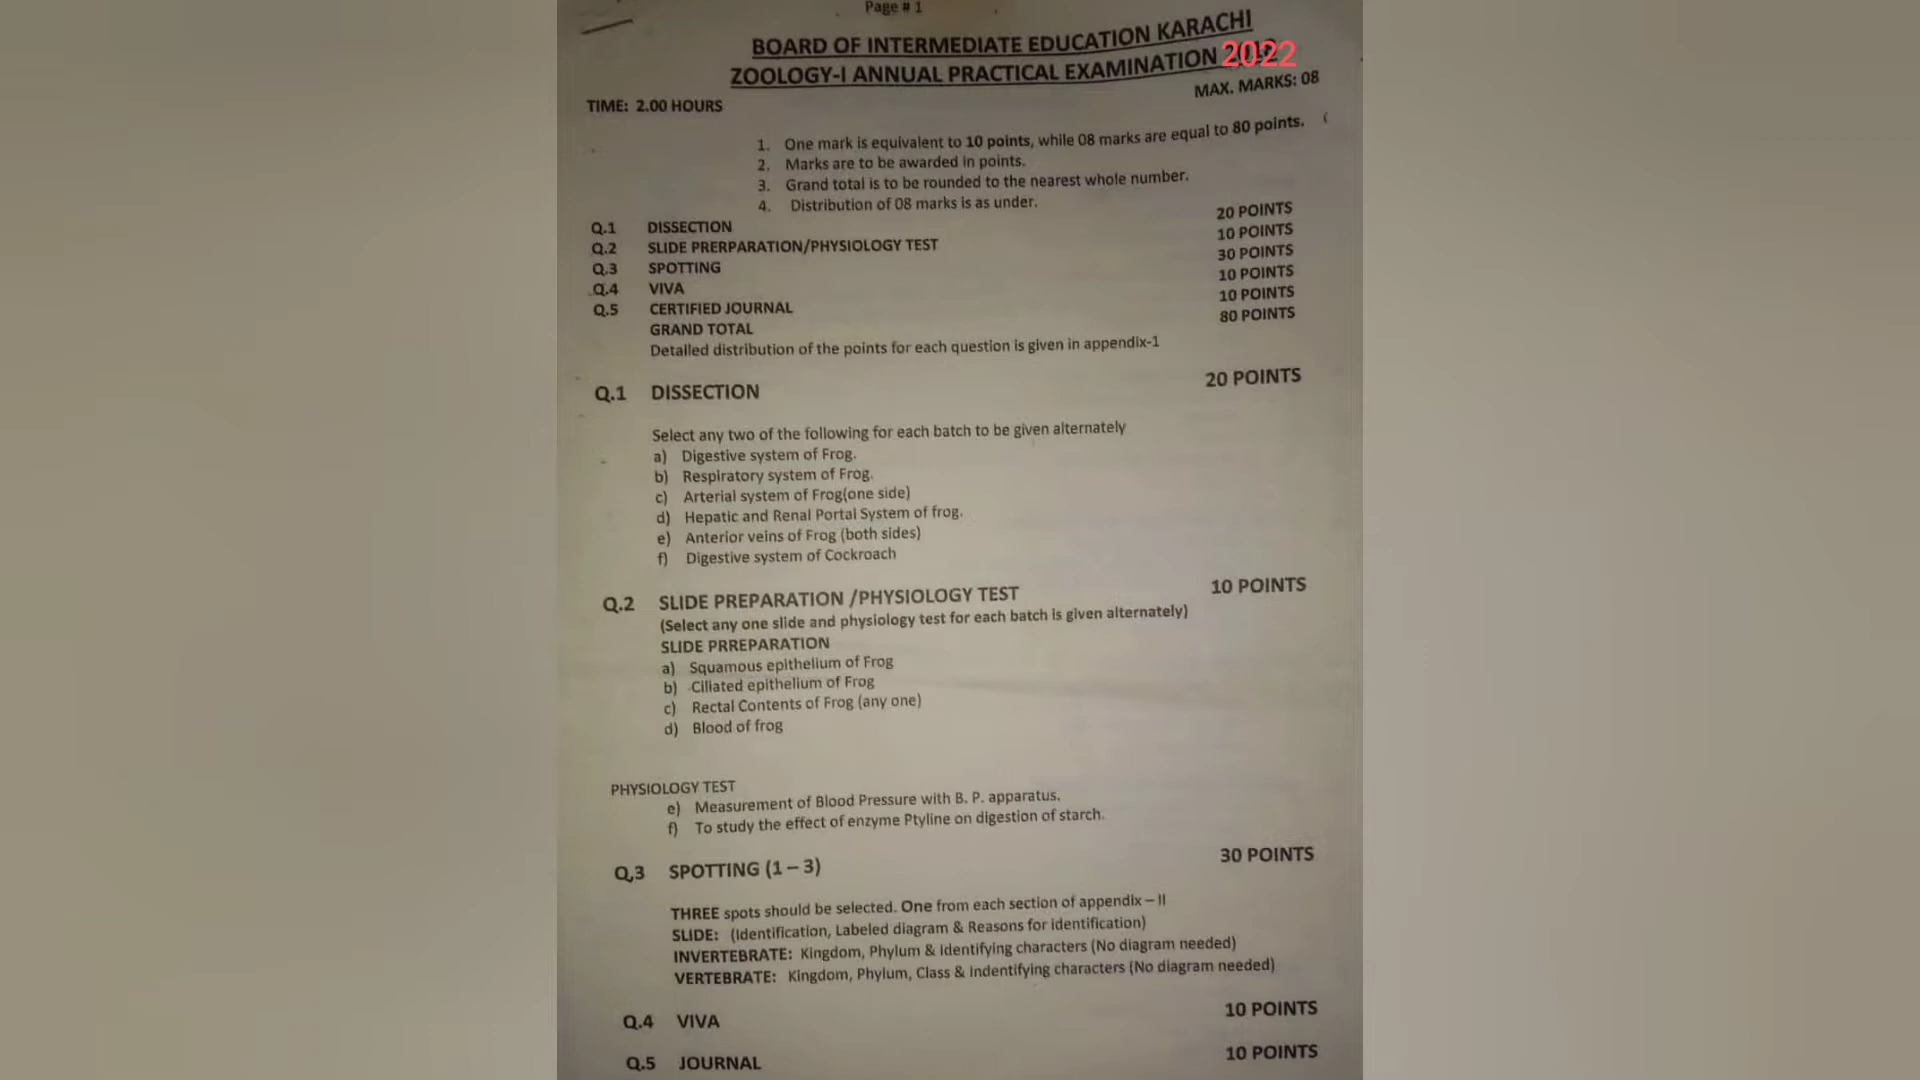 Page # 1
BOARD OF INTERMEDIATE EDUCATION KARACHI
ZOOLOGY-I ANNUAL PRACTICAL EXAMINATION 2022
TIME: 2.00 HOURS
MAX. MARKS: 08
1. One mark is equivalent to 10 points, while 08 marks are equal to 80 points.
2. Marks are to be awarded in points.
3. Grand total is to be rounded to the nearest whole number.
4. Distribution of 08 marks is as under.
Q.1 DISSECTION 20 POINTS
Q.2 SLIDE PRERPARATION/PHYSIOLOGY TEST 10 POINTS
Q.3 SPOTTING 30 POINTS
Q.4 VIVA 10 POINTS
Q.5 CERTIFIED JOURNAL 10 POINTS
GRAND TOTAL 80 POINTS
Detailed distribution of the points for each question is given in appendix-1
Q.1 DISSECTION 20 POINTS
Select any two of the following for each batch to be given alternately
a) Digestive system of Frog.
b) Respiratory system of Frog.
c) Arterial system of Frog(one side)
d) Hepatic and Renal Portal System of frog.
e) Anterior veins of Frog (both sides)
f) Digestive system of Cockroach
Q.2 SLIDE PREPARATION /PHYSIOLOGY TEST 10 POINTS
(Select any one slide and physiology test for each batch is given alternately)
SLIDE PRREPARATION
a) Squamous epithelium of Frog
b) Ciliated epithelium of Frog
c) Rectal Contents of Frog (any one)
d) Blood of frog
PHYSIOLOGY TEST
e) Measurement of Blood Pressure with B. P. apparatus.
f) To study the effect of enzyme Ptyline on digestion of starch.
Q.3 SPOTTING (1 – 3) 30 POINTS
THREE spots should be selected. One from each section of appendix – II
SLIDE: (Identification, Labeled diagram & Reasons for identification)
INVERTEBRATE: Kingdom, Phylum & Identifying characters (No diagram needed)
VERTEBRATE: Kingdom, Phylum, Class & Indentifying characters (No diagram needed)
Q.4 VIVA 10 POINTS
Q.5 JOURNAL 10 POINTS